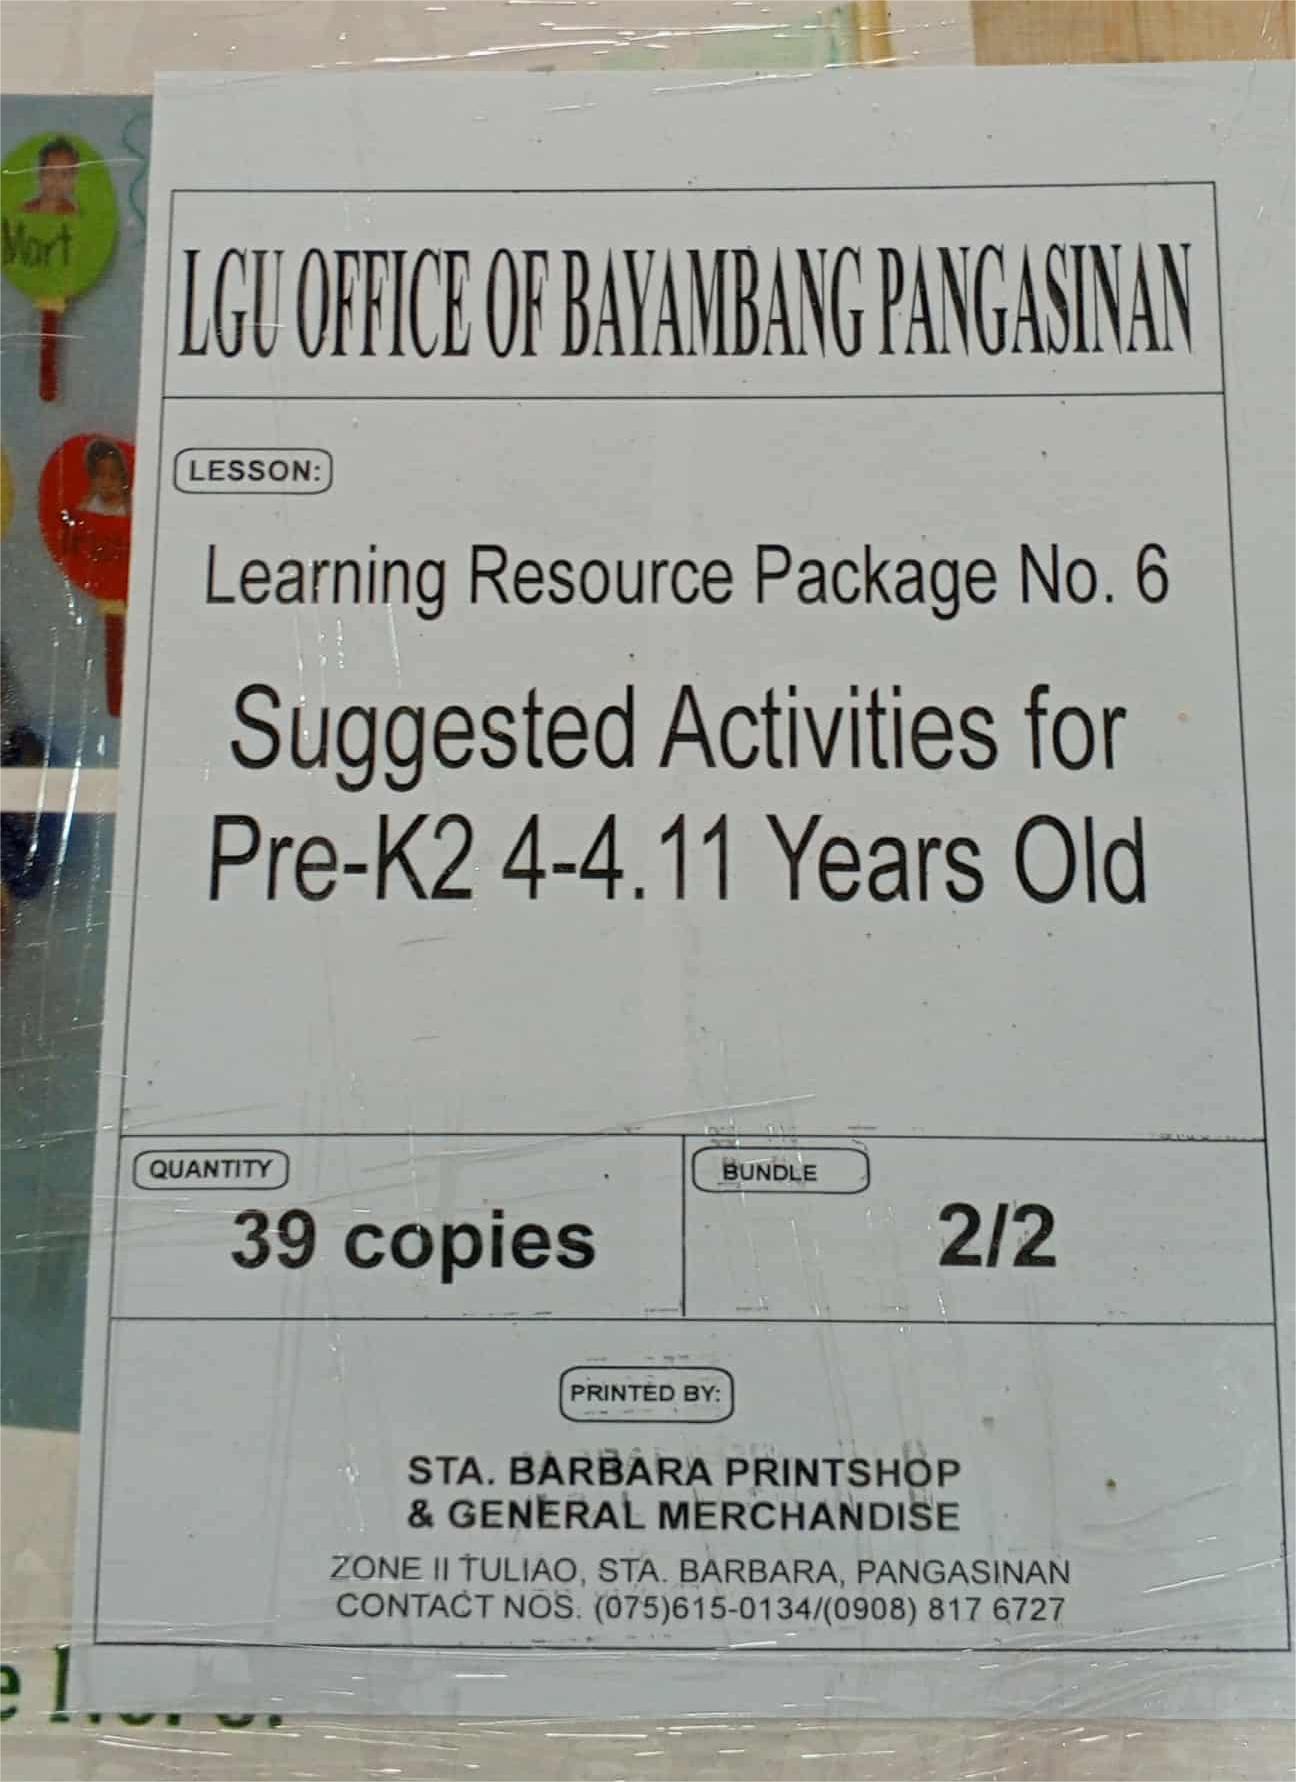 Mart
LGU OFFICE OF BAYAMBANG PANGASINAN
LESSON:
Learning Resource Package No. 6
Suggested Activities for
Pre-K2 4-4.11 Years Old
QUANTITY
39 copies
BUNDLE
2/2
PRINTED BY:
STA. BARBARA PRINTSHOP
& GENERAL MERCHANDISE
ZONE II TULIAO, STA. BARBARA, PANGASINAN
CONTACT NOS. (075)615-0134/(0908) 817 6727